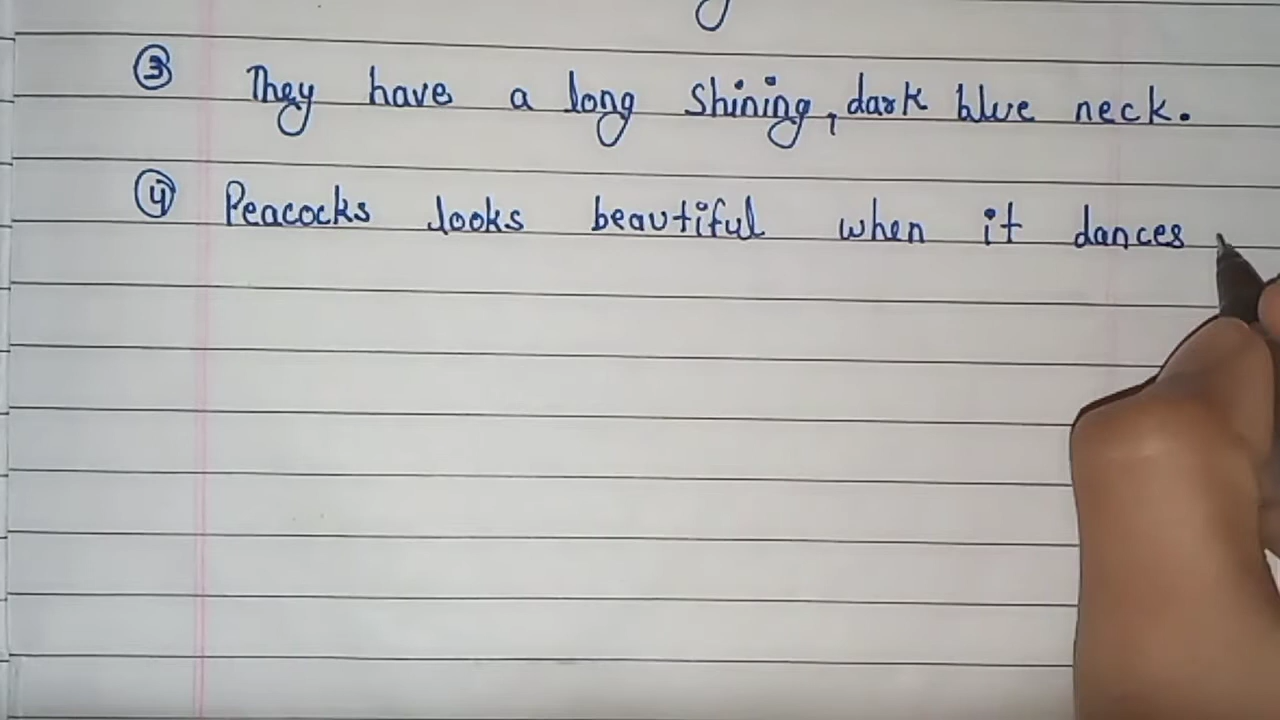 ③ They have a long shining, dark blue neck.
④ Peacocks looks beautiful when it dances